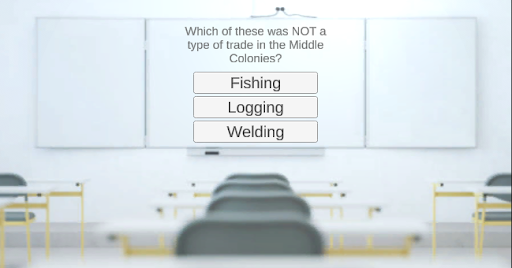 Which of these was NOT a
type of trade in the Middle
Colonies?
Fishing
Logging
Welding